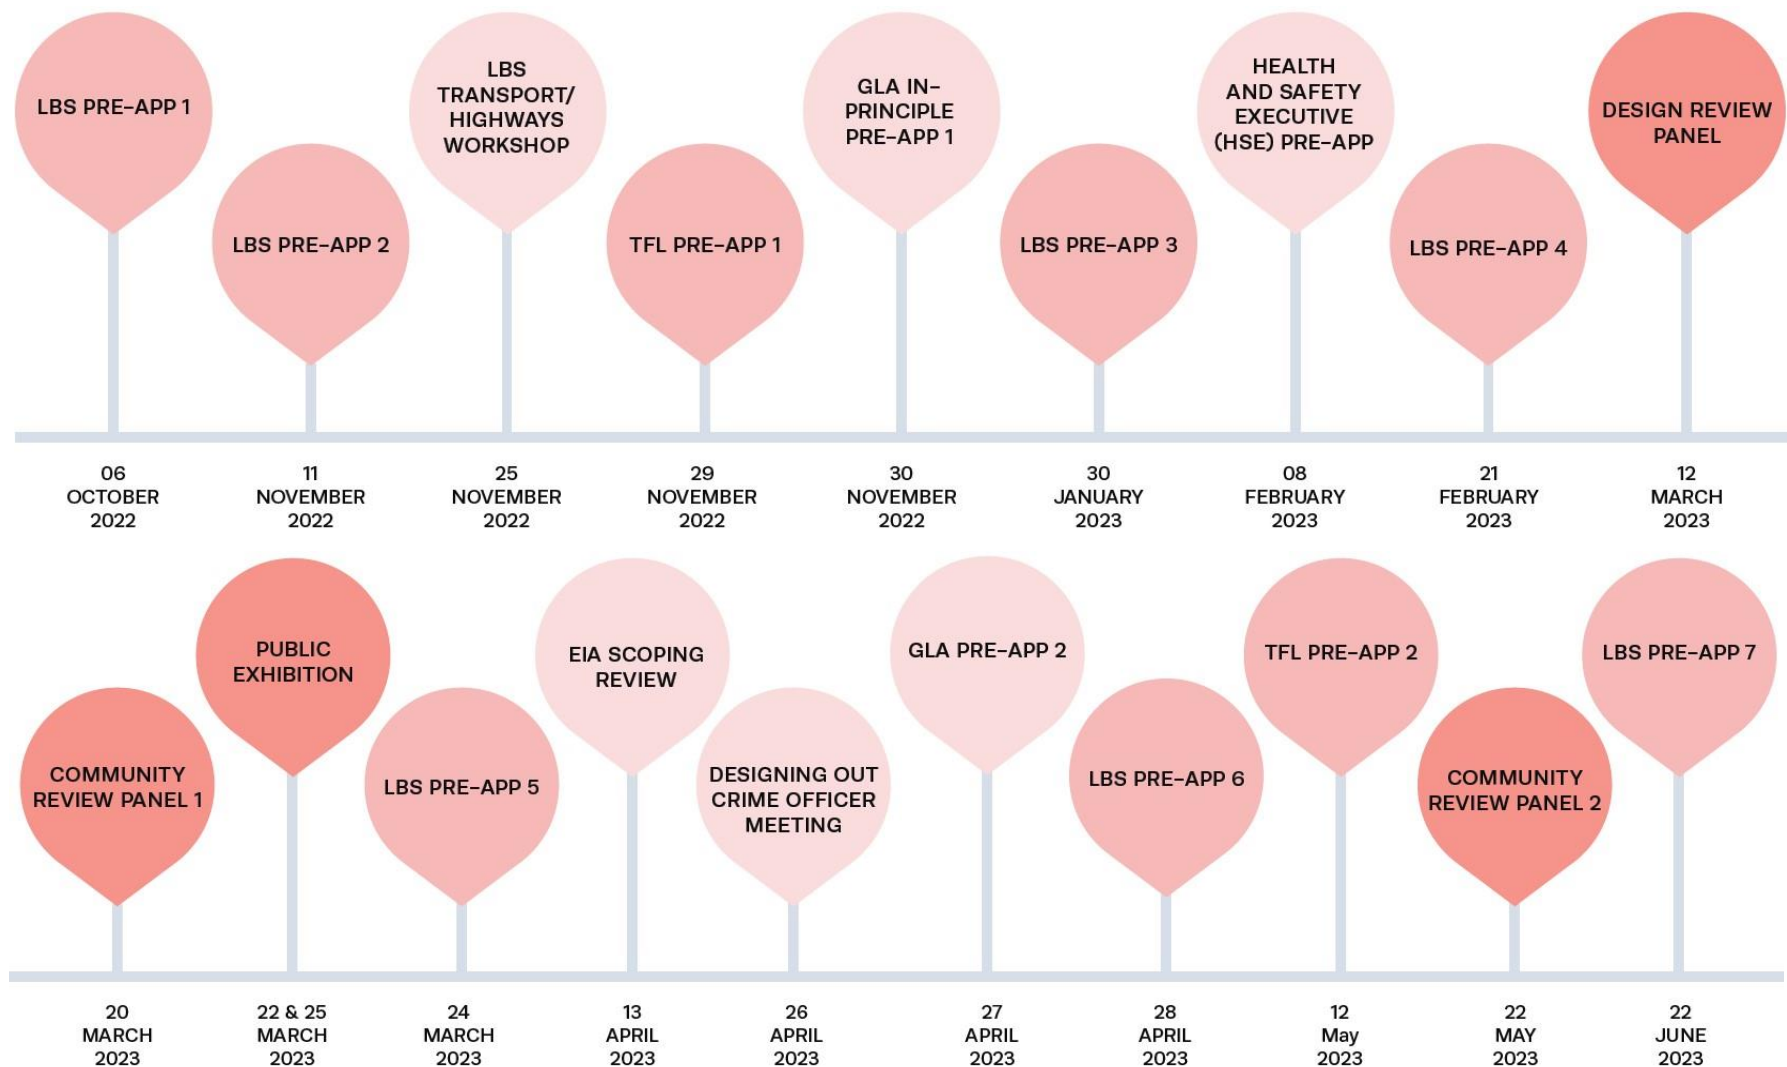 LBS PRE–APP 1
06
OCTOBER
2022
LBS PRE–APP 2
11
NOVEMBER
2022
LBS
TRANSPORT/
HIGHWAYS
WORKSHOP
25
NOVEMBER
2022
TFL PRE–APP 1
29
NOVEMBER
2022
GLA IN–
PRINCIPLE
PRE–APP 1
30
NOVEMBER
2022
LBS PRE–APP 3
30
JANUARY
2023
HEALTH
AND SAFETY
EXECUTIVE
(HSE) PRE–APP
08
FEBRUARY
2023
LBS PRE–APP 4
21
FEBRUARY
2023
DESIGN REVIEW
PANEL
12
MARCH
2023
COMMUNITY
REVIEW PANEL 1
20
MARCH
2023
PUBLIC
EXHIBITION
22 & 25
MARCH
2023
LBS PRE–APP 5
24
MARCH
2023
EIA SCOPING
REVIEW
13
APRIL
2023
DESIGNING OUT
CRIME OFFICER
MEETING
26
APRIL
2023
GLA PRE–APP 2
27
APRIL
2023
LBS PRE–APP 6
28
APRIL
2023
TFL PRE–APP 2
12
May
2023
COMMUNITY
REVIEW PANEL 2
22
MAY
2023
LBS PRE–APP 7
22
JUNE
2023